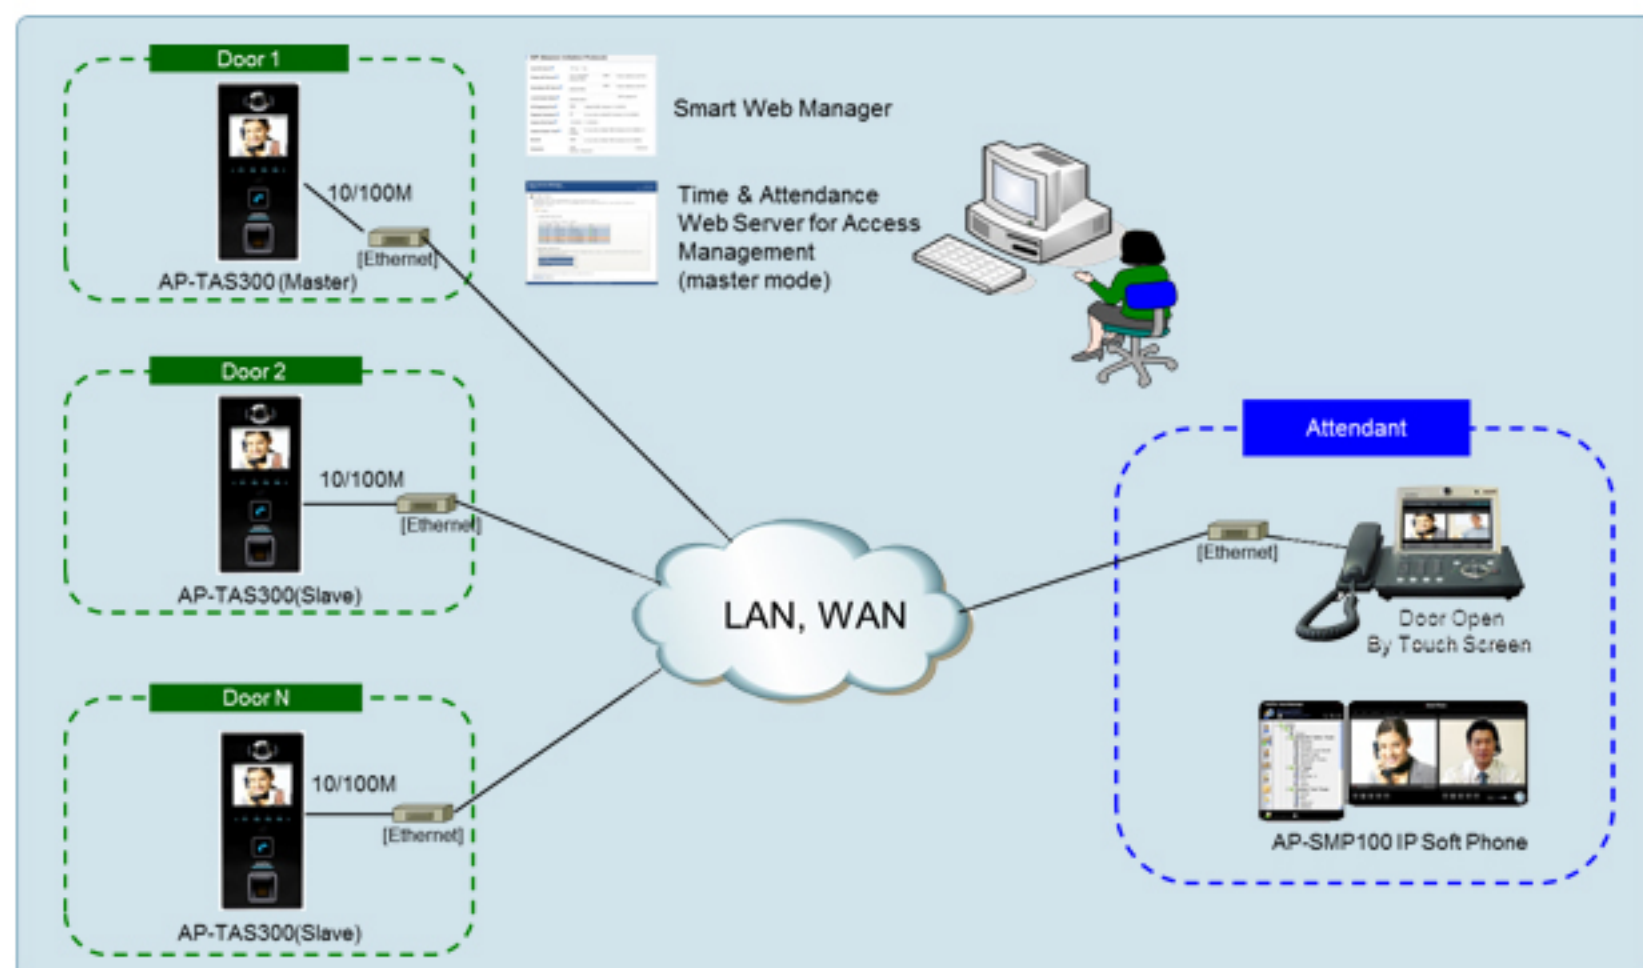 Door 1
10/100M
[Ethernet]
AP-TAS300 (Master)
Smart Web Manager
Time & Attendance
Web Server for Access
Management
(master mode)
Door 2
10/100M
[Ethernet]
AP-TAS300(Slave)
Door N
10/100M
[Ethernet]
AP-TAS300(Slave)
LAN, WAN
Attendant
[Ethernet]
Door Open
By Touch Screen
AP-SMP100 IP Soft Phone